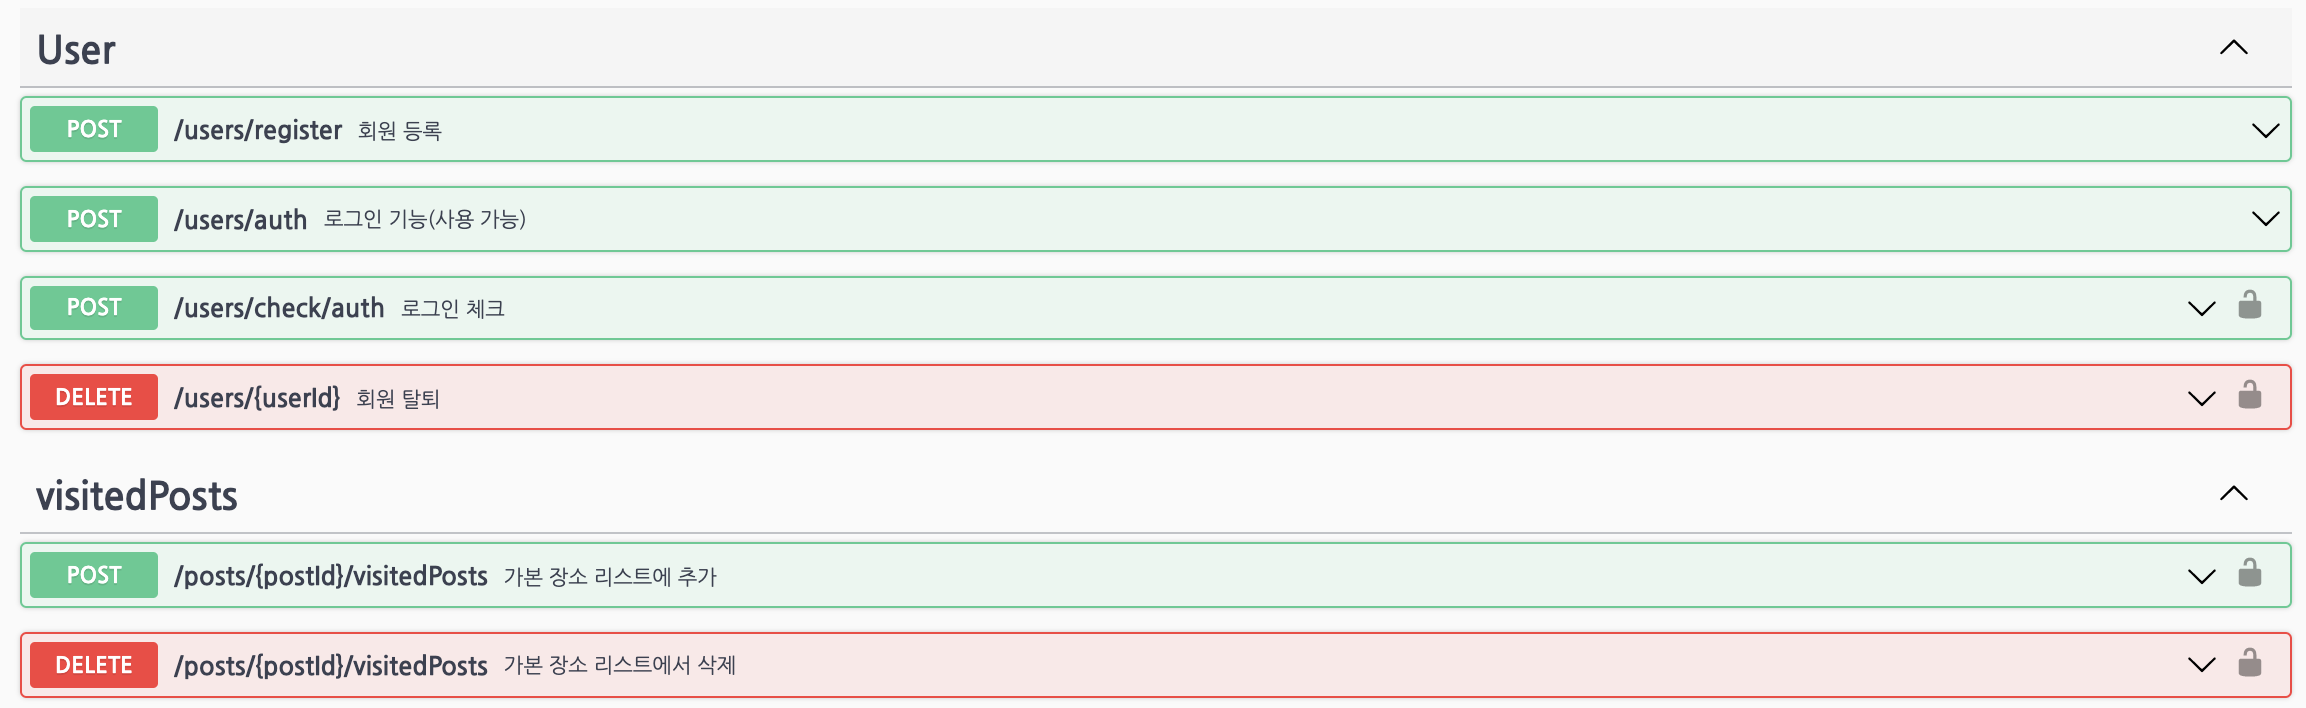 User
POST /users/register 회원 등록
POST /users/auth 로그인 기능(사용 가능)
POST /users/check/auth 로그인 체크
DELETE /users/{userId} 회원 탈퇴
visitedPosts
POST /posts/{postId}/visitedPosts 가본 장소 리스트에 추가
DELETE /posts/{postId}/visitedPosts 가본 장소 리스트에서 삭제